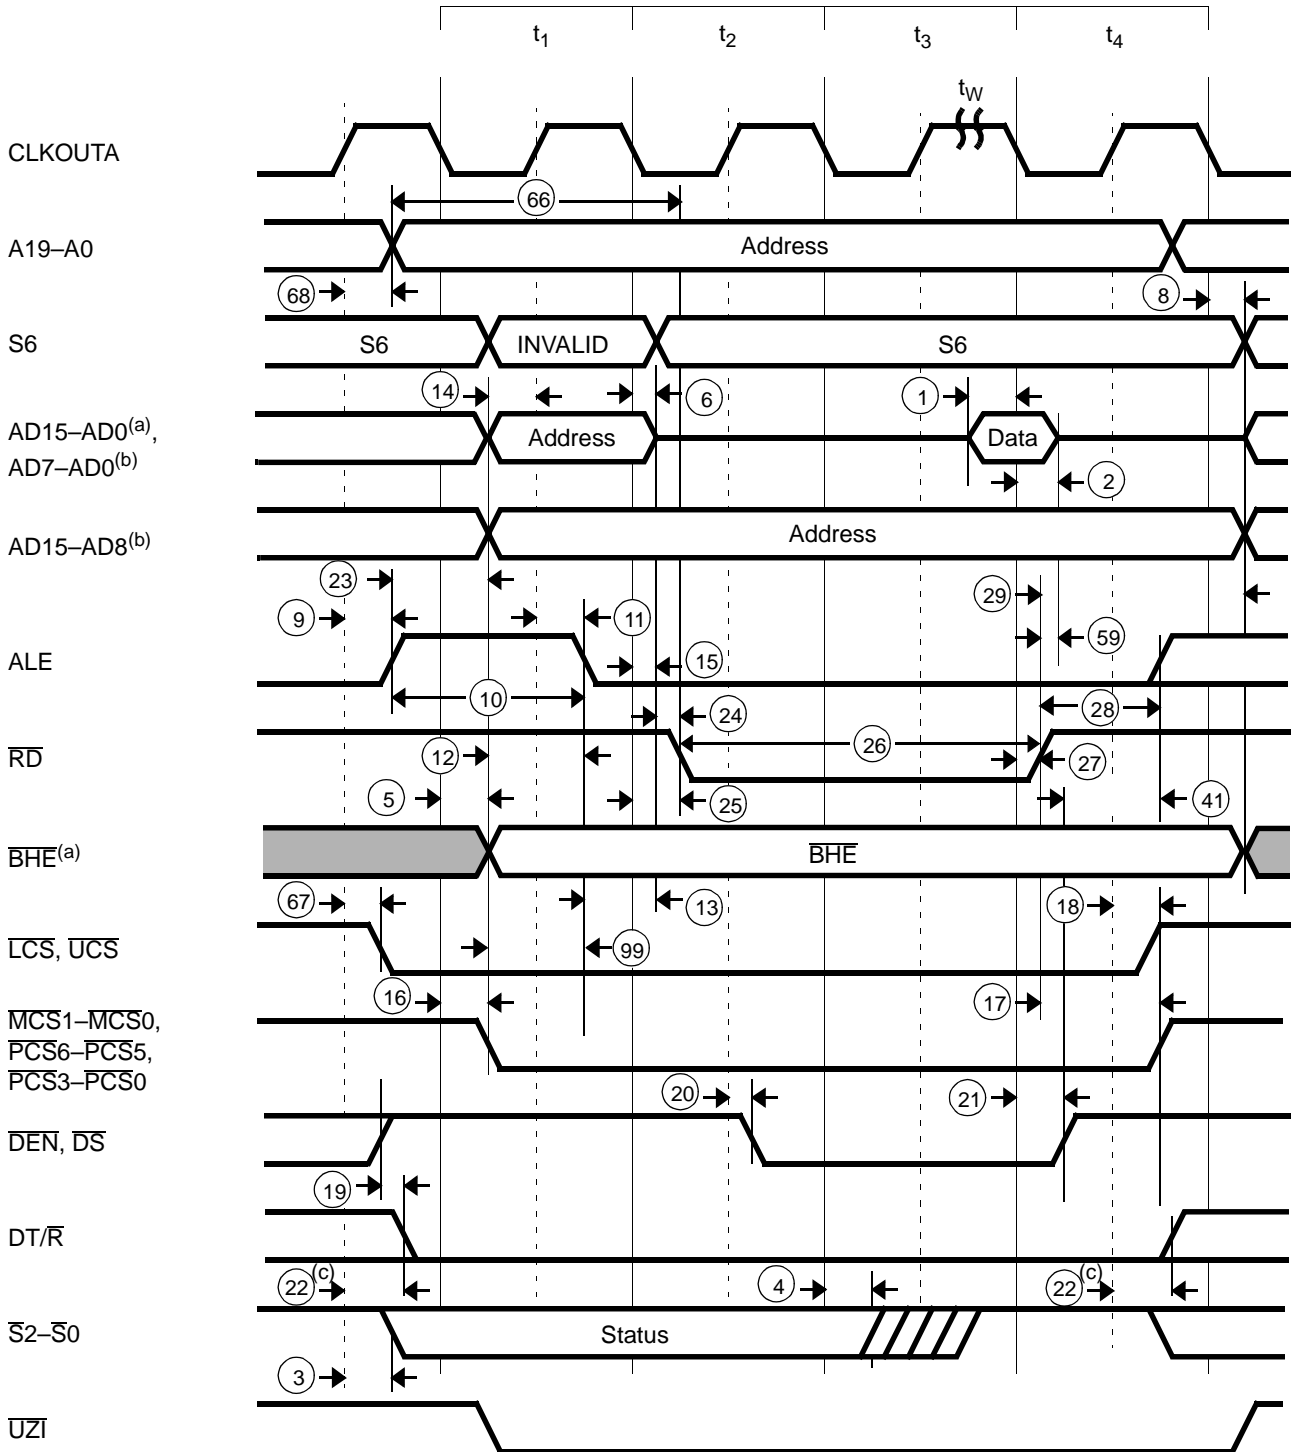 t1 t2 t3 t4
tW
CLKOUTA
66
A19–A0 Address
68 8
S6 S6 INVALID S6
14 6 1
AD15–AD0(a), Address Data
AD7–AD0(b)
2
AD15–AD8(b) Address
23 29
9 11 59
ALE 15
10 24 28
RD 12 26 27
5 25 41
BHE(a) BHE
67 13 18
LCS, UCS 99
16 17
MCS1–MCS0,
PCS6–PCS5,
PCS3–PCS0
20 21
DEN, DS
19
DT/R
22(c) 4 22(c)
S2–S0 Status
3
UZI